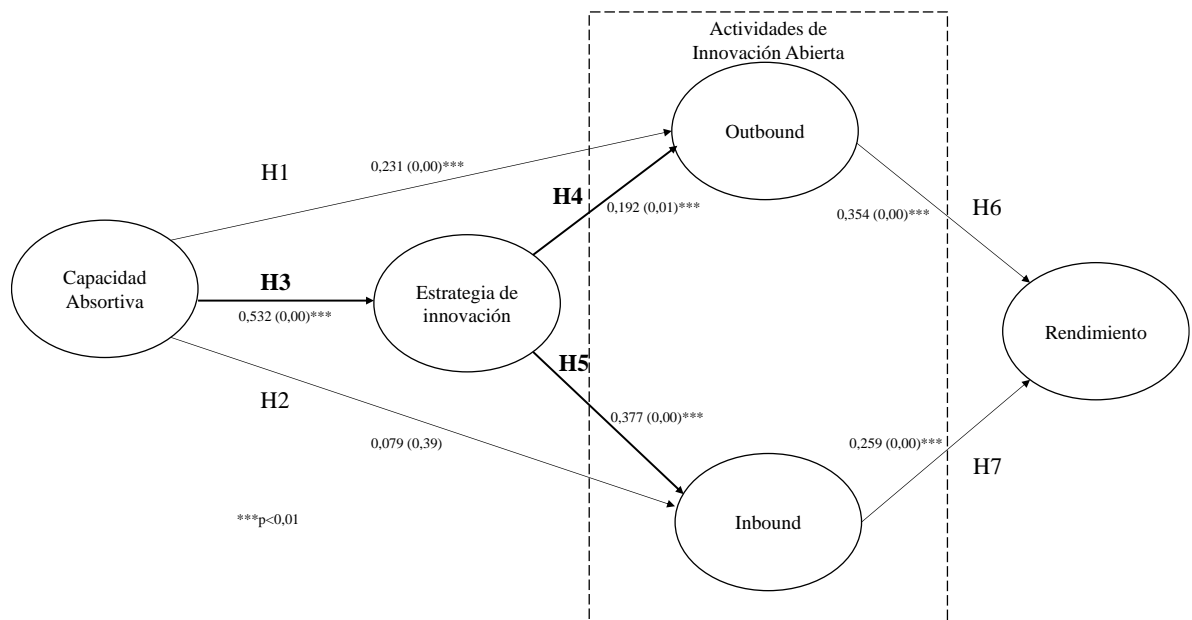 Actividades de
Innovación Abierta
Outbound
H1
0,231 (0,00)***
H4
0,192 (0,01)***
0,354 (0,00)***
H6
Capacidad
Absortiva
H3
0,532 (0,00)***
Estrategia de
innovación
Rendimiento
H5
H2
0,377 (0,00)***
0,079 (0,39)
0,259 (0,00)***
H7
***p<0,01
Inbound